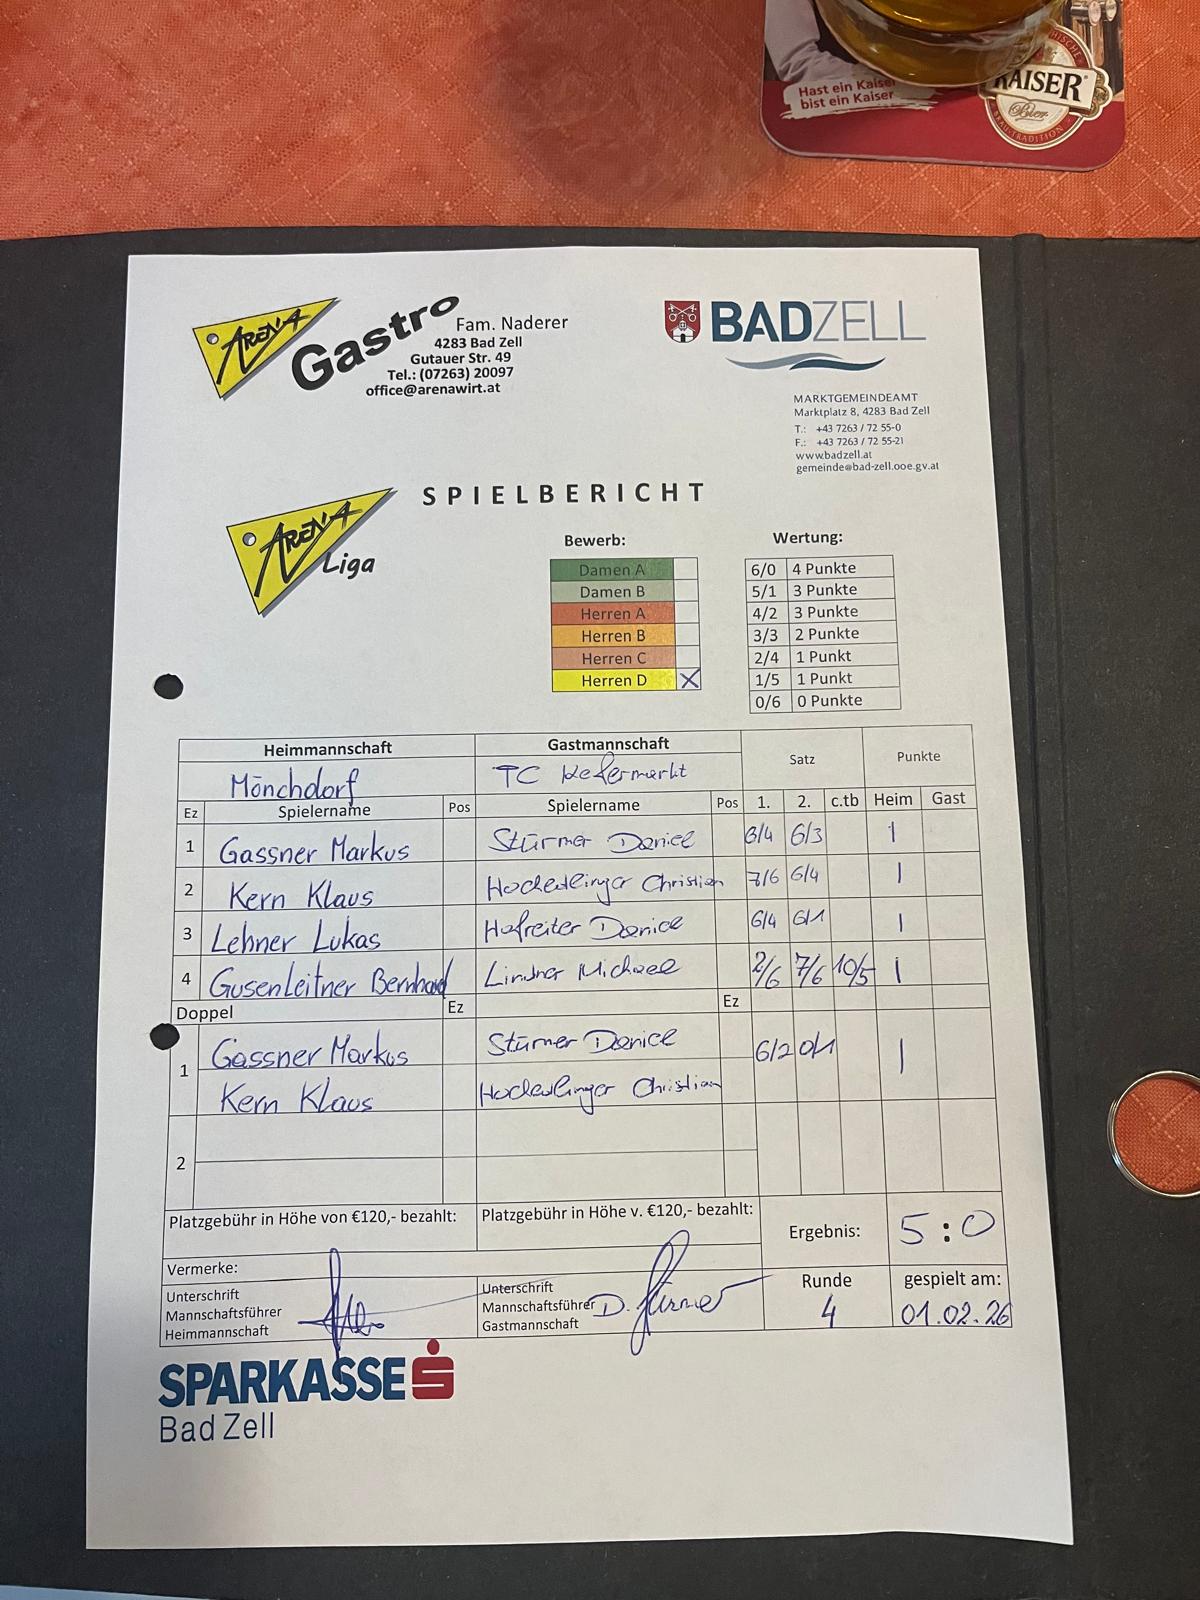 Hast ein Kaiser
bist ein Kaiser
KAISER
Bier
ARENA
Gastro
Fam. Naderer
4283 Bad Zell
Gutauer Str. 49
Tel.: (07263) 20097
office@arenawirt.at
BADZELL
MARKTGEMEINDEAMT
Marktplatz 8, 4283 Bad Zell
T.: +43 7263 / 72 55-0
F.: +43 7263 / 72 55-21
www.badzell.at
gemeinde@bad-zell.ooe.gv.at
SPIELBERICHT
ARENA
Liga
Bewerb:
Damen A
Damen B
Herren A
Herren B
Herren C
Herren D X
Wertung:
6/0 4 Punkte
5/1 3 Punkte
4/2 3 Punkte
3/3 2 Punkte
2/4 1 Punkt
1/5 1 Punkt
0/6 0 Punkte
Heimmannschaft Gastmannschaft Satz Punkte
Mönchdorf TC Kefermarkt
Ez Spielername Pos Spielername Pos 1. 2. c.tb Heim Gast
1 Gassner Markus Stürmer Daniel 6/4 6/3 1
2 Kern Klaus Hochedlinger Christian 7/6 6/4 1
3 Lehner Lukas Hofreiter Daniel 6/4 6/1 1
4 Gusenleitner Bernhard Lindner Michael 2/6 7/6 10/5 1
Doppel Ez Ez
1 Gassner Markus Stürmer Daniel 6/2 0/1 1
Kern Klaus Hochedlinger Christian
2
Platzgebühr in Höhe von €120,- bezahlt: Platzgebühr in Höhe v. €120,- bezahlt:
Ergebnis: 5:0
Vermerke:
Unterschrift
Mannschaftsführer
Heimmannschaft
Unterschrift
Mannschaftsführer
Gastmannschaft
D. Stürmer
Runde
4
gespielt am:
01.02.26
SPARKASSE
Bad Zell